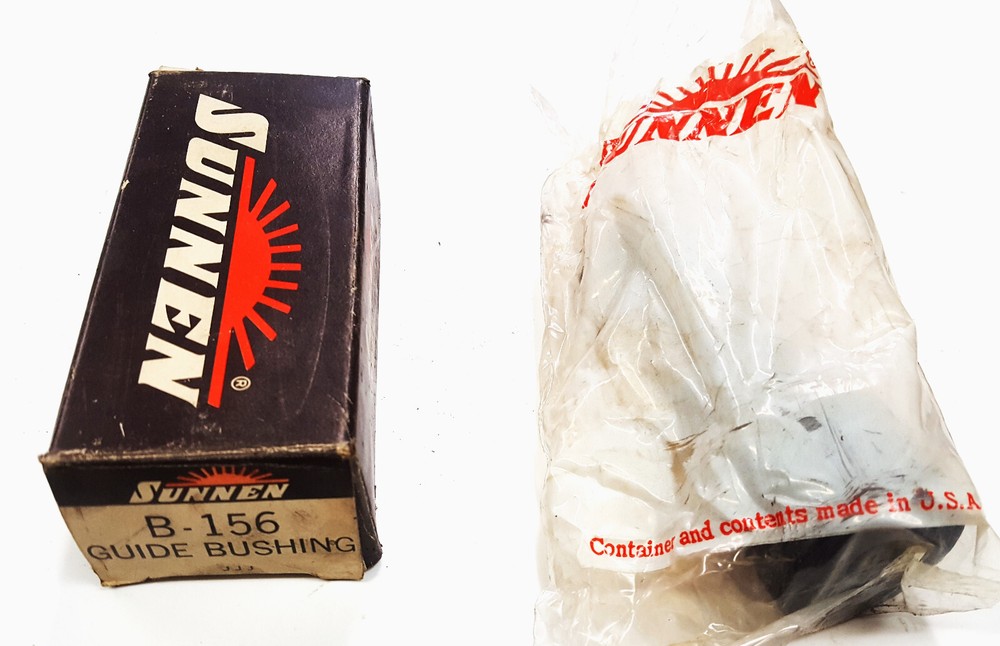 SUNNEN
®
SUNNEN
B-156
GUIDE BUSHING
SUNNEN
Container and contents made in U.S.A.